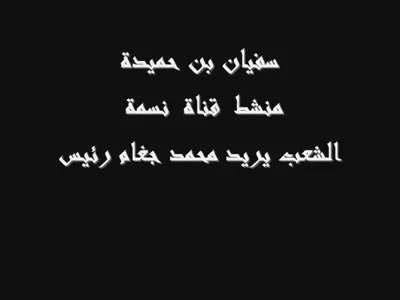 سفيان بن حميدة
منشط قناة نسمة
الشعب يريد محمد جغام رئيس